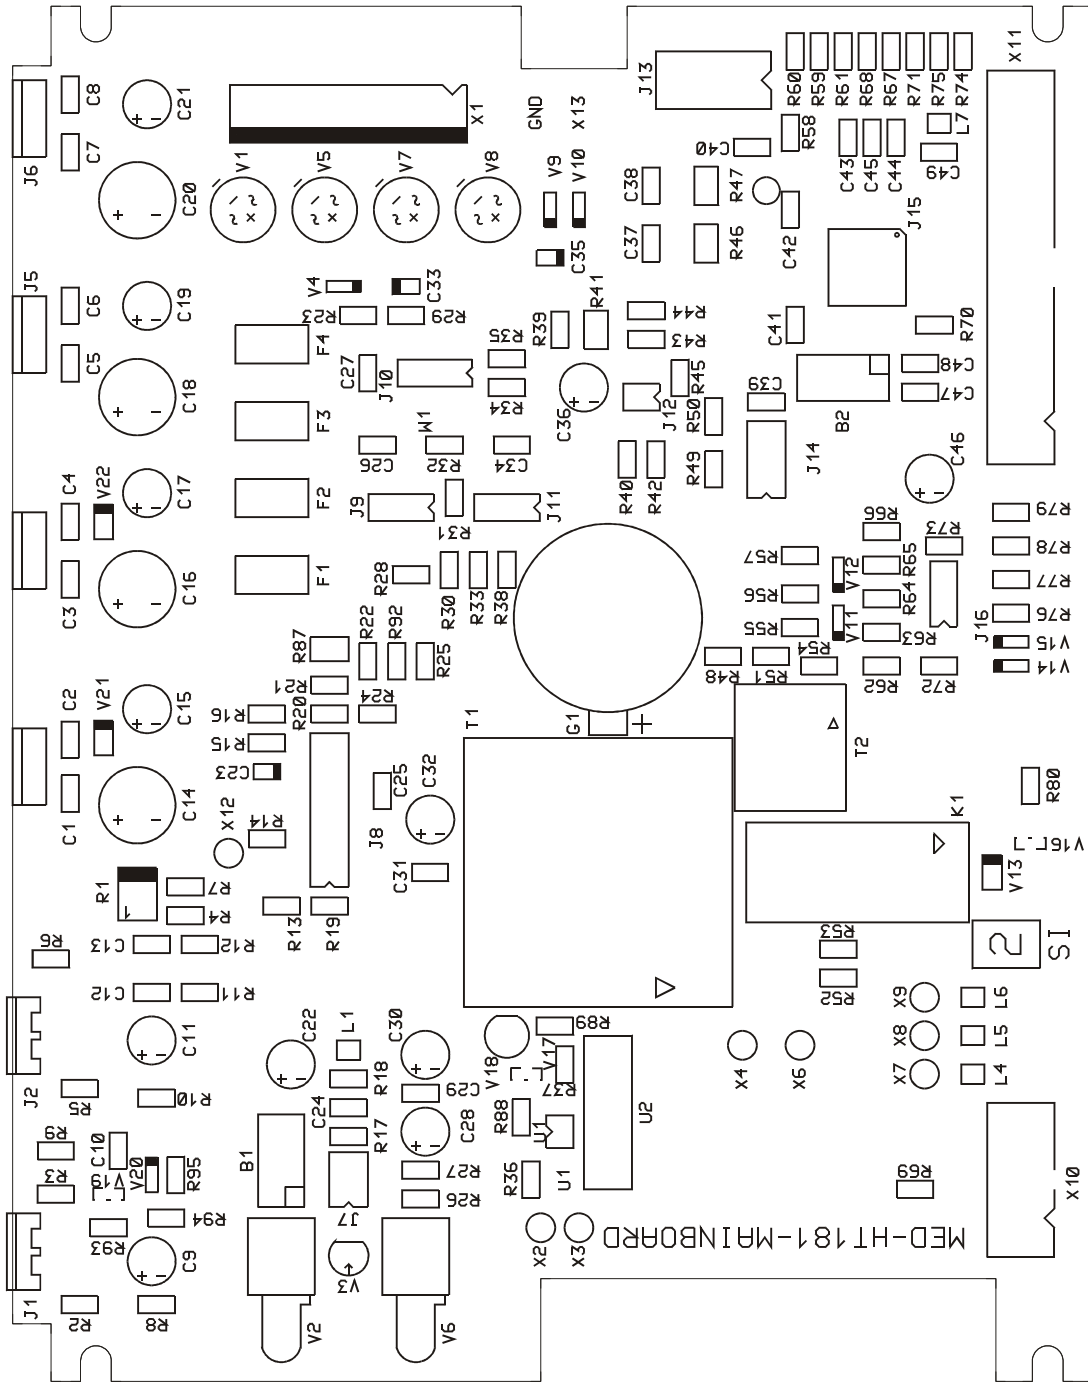 J13
R60
R59
R61
R68
R67
R71
R75
R74
X11
C8
C21
X1
GND
X13
L7
R58
C7
J6
V1
V5
V7
V8
V9
V10
C40
C43
C45
C44
C49
C20
C38
R47
J15
C42
C37
R46
C35
J5
V4
C33
R41
C6
C19
R23
R29
R35
R39
R44
R43
C41
R70
F4
C5
C27
J10
R45
C39
C48
C47
C18
R34
C36
J12
R50
B2
F3
W1
C26
R32
C34
R49
J14
C46
C4
V22
C17
F2
J9
R31
J11
R40
R42
R66
R73
R79
R78
R57
V12
R65
R77
C3
C16
F1
R28
R30
R33
R38
R56
R64
R76
J16
R87
R22
R92
R25
R55
V11
R63
V15
R54
V14
C2
V21
C15
R21
R24
R48
R51
R62
R72
R16
R20
T1
G1
+
T2
R15
C23
C25
C32
R80
C1
C14
X12
R14
J8
K1
V16
C31
V13
R1
1
R7
R4
R13
R19
R6
C13
R12
R53
2
SI
C12
R11
R52
C11
C22
L1
C30
R89
X9
L6
V18
V17
X8
L5
X4
X6
X7
L4
J2
R5
R10
R18
C29
R37
C24
R88
U1
U2
R9
C10
R17
C28
B1
R3
V19
V20
R95
R27
R36
U1
R69
X10
R94
R26
J7
R93
C9
V3
X2
X3
MED-HT181-MAINBOARD
J1
R2
R8
V2
V6